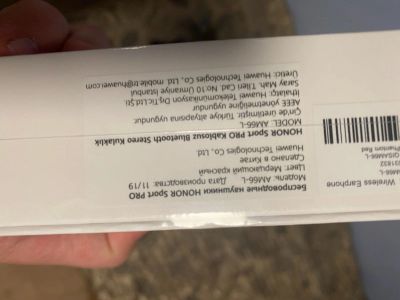 Wireless Earphone
M66-L
QISAM66-L
Phantom Red
Беспроводные наушники HONOR Sport PRO
Модель: AM66-L Дата производства: 11/19
Цвет: Мерцающий красный
Сделано в Китае
Huawei Technologies Co., Ltd.
HONOR Sport PRO Kablosuz Bluetooth Stereo Kulaklık
MODEL: AM66-L
Çin'de üretilmiştir. Türkiye altyapısına uygundur.
AEEE yönetmeliğine uygundur
İthalatçı: Huawei Telekomünikasyon Dış Tic.Ltd.Şti.
Saray Mah. Cad. No:10 Ümraniye İstanbul
Üretici: Huawei Technologies Co., Ltd. mobile.tr@huawei.com